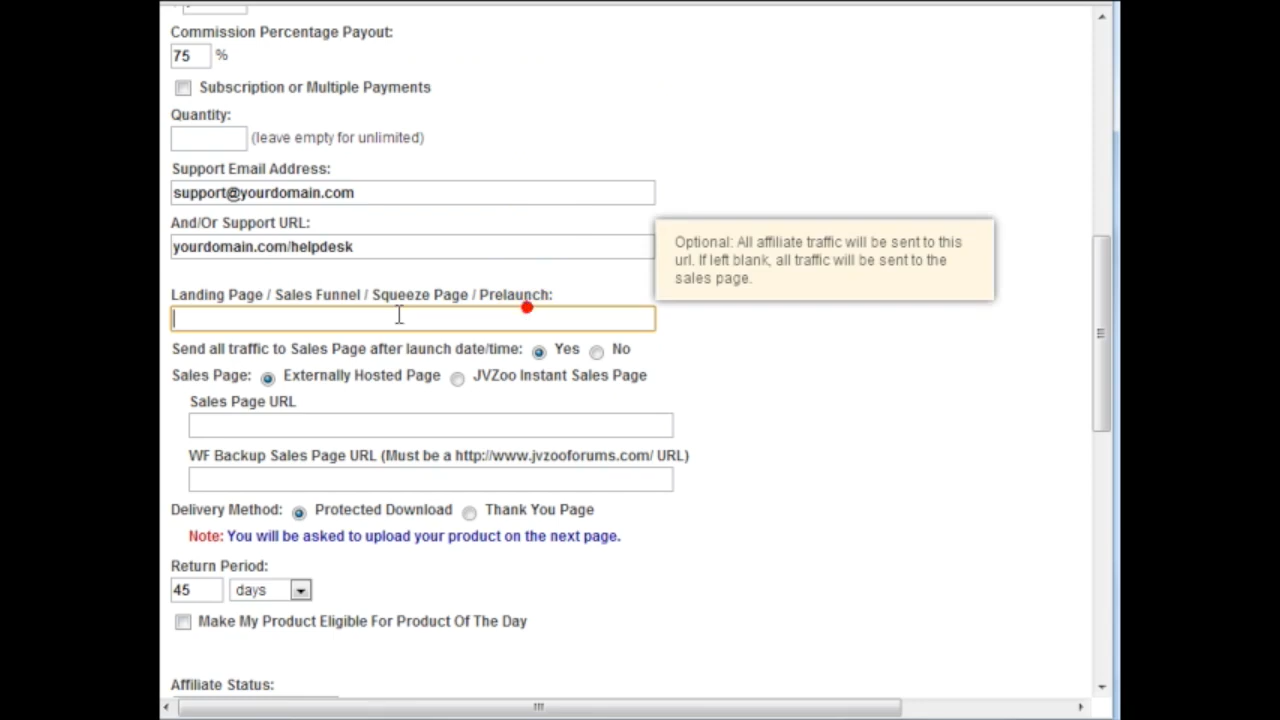 Commission Percentage Payout:
75 %
Subscription or Multiple Payments
Quantity:
(leave empty for unlimited)
Support Email Address:
support@yourdomain.com
And/Or Support URL:
yourdomain.com/helpdesk
Optional: All affiliate traffic will be sent to this
url. If left blank, all traffic will be sent to the
sales page.
Landing Page / Sales Funnel / Squeeze Page / Prelaunch:
Send all traffic to Sales Page after launch date/time: Yes No
Sales Page: Externally Hosted Page JVZoo Instant Sales Page
Sales Page URL
WF Backup Sales Page URL (Must be a http://www.jvzooforums.com/ URL)
Delivery Method: Protected Download Thank You Page
Note: You will be asked to upload your product on the next page.
Return Period:
45 days
Make My Product Eligible For Product Of The Day
Affiliate Status: